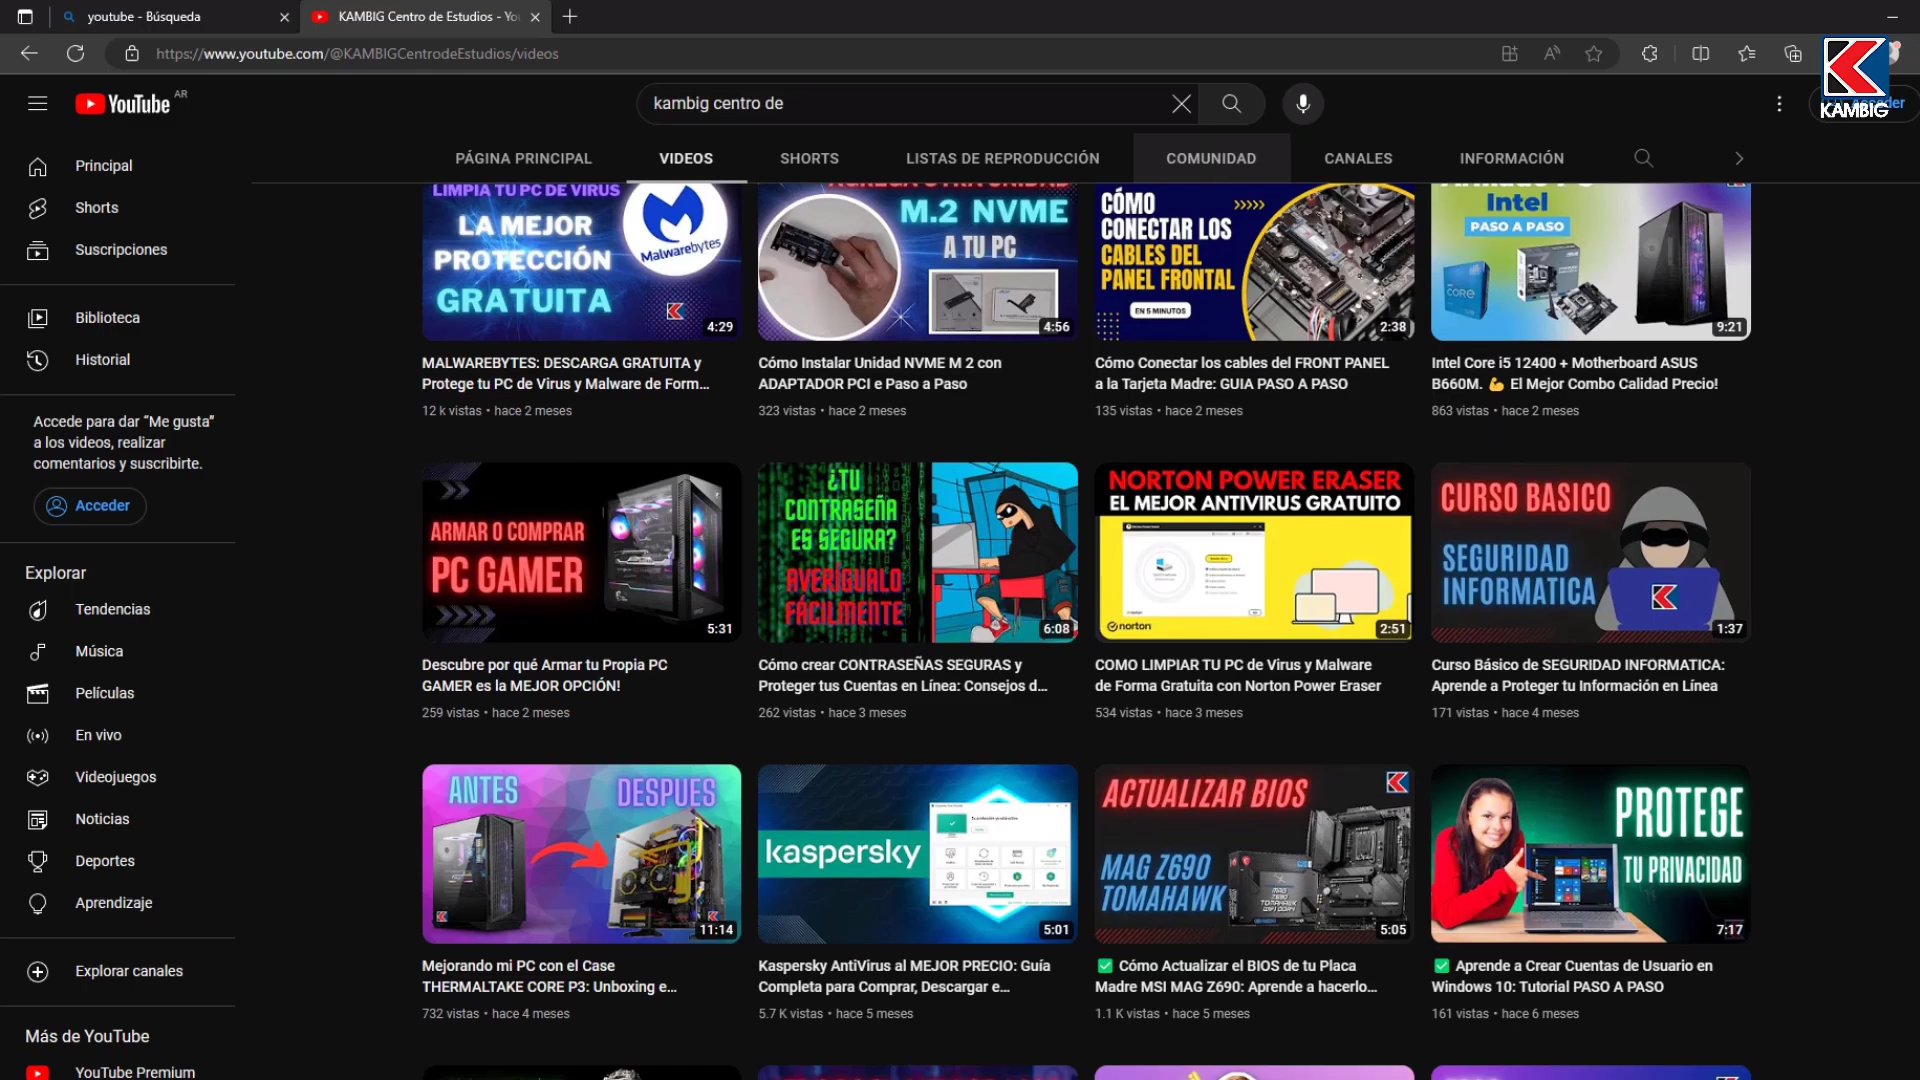 youtube - Búsqueda
KAMBIG Centro de Estudios - Yo
https://www.youtube.com/@KAMBIGCentrodeEstudios/videos
YouTube AR
kambig centro de
Acceder
KAMBIG
PÁGINA PRINCIPAL
VIDEOS
SHORTS
LISTAS DE REPRODUCCIÓN
COMUNIDAD
CANALES
INFORMACIÓN
Principal
Shorts
Suscripciones
Biblioteca
Historial
Accede para dar “Me gusta”
a los videos, realizar
comentarios y suscribirte.
Acceder
Explorar
Tendencias
Música
Películas
En vivo
Videojuegos
Noticias
Deportes
Aprendizaje
Explorar canales
Más de YouTube
YouTube Premium
LIMPIA TU PC DE VIRUS
LA MEJOR
PROTECCIÓN
GRATUITA
Malwarebytes
4:29
MALWAREBYTES: DESCARGA GRATUITA y
Protege tu PC de Virus y Malware de Form...
12 k vistas • hace 2 meses
AGREGA OTRA UNIDAD
M.2 NVME
A TU PC
4:56
Cómo Instalar Unidad NVME M 2 con
ADAPTADOR PCI e Paso a Paso
323 vistas • hace 2 meses
CÓMO
CONECTAR LOS
CABLES DEL
PANEL FRONTAL
EN 5 MINUTOS
2:38
Cómo Conectar los cables del FRONT PANEL
a la Tarjeta Madre: GUIA PASO A PASO
135 vistas • hace 2 meses
Intel
PASO A PASO
CORE
9:21
Intel Core i5 12400 + Motherboard ASUS
B660M. 💪 El Mejor Combo Calidad Precio!
863 vistas • hace 2 meses
ARMAR O COMPRAR
PC GAMER
5:31
Descubre por qué Armar tu Propia PC
GAMER es la MEJOR OPCIÓN!
259 vistas • hace 2 meses
¿TU
CONTRASEÑA
ES SEGURA?
AVERÍGUALO
FÁCILMENTE
6:08
Cómo crear CONTRASEÑAS SEGURAS y
Proteger tus Cuentas en Línea: Consejos d...
262 vistas • hace 3 meses
NORTON POWER ERASER
EL MEJOR ANTIVIRUS GRATUITO
norton
2:51
COMO LIMPIAR TU PC de Virus y Malware
de Forma Gratuita con Norton Power Eraser
534 vistas • hace 3 meses
CURSO BASICO
SEGURIDAD
INFORMATICA
1:37
Curso Básico de SEGURIDAD INFORMATICA:
Aprende a Proteger tu Información en Línea
171 vistas • hace 4 meses
ANTES
DESPUES
11:14
Mejorando mi PC con el Case
THERMALTAKE CORE P3: Unboxing e...
732 vistas • hace 4 meses
kaspersky
5:01
Kaspersky AntiVirus al MEJOR PRECIO: Guía
Completa para Comprar, Descargar e...
5.7 K vistas • hace 5 meses
ACTUALIZAR BIOS
MAG Z690
TOMAHAWK
5:05
✅ Cómo Actualizar el BIOS de tu Placa
Madre MSI MAG Z690: Aprende a hacerlo...
1.1 K vistas • hace 5 meses
PROTEGE
TU PRIVACIDAD
7:17
✅ Aprende a Crear Cuentas de Usuario en
Windows 10: Tutorial PASO A PASO
161 vistas • hace 6 meses